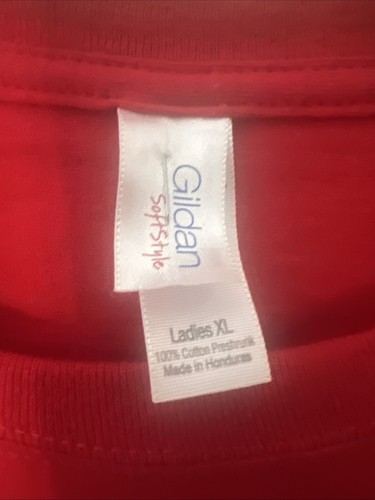 Gildan
Softstyle
Ladies XL
100% Cotton Preshrunk
Made in Honduras